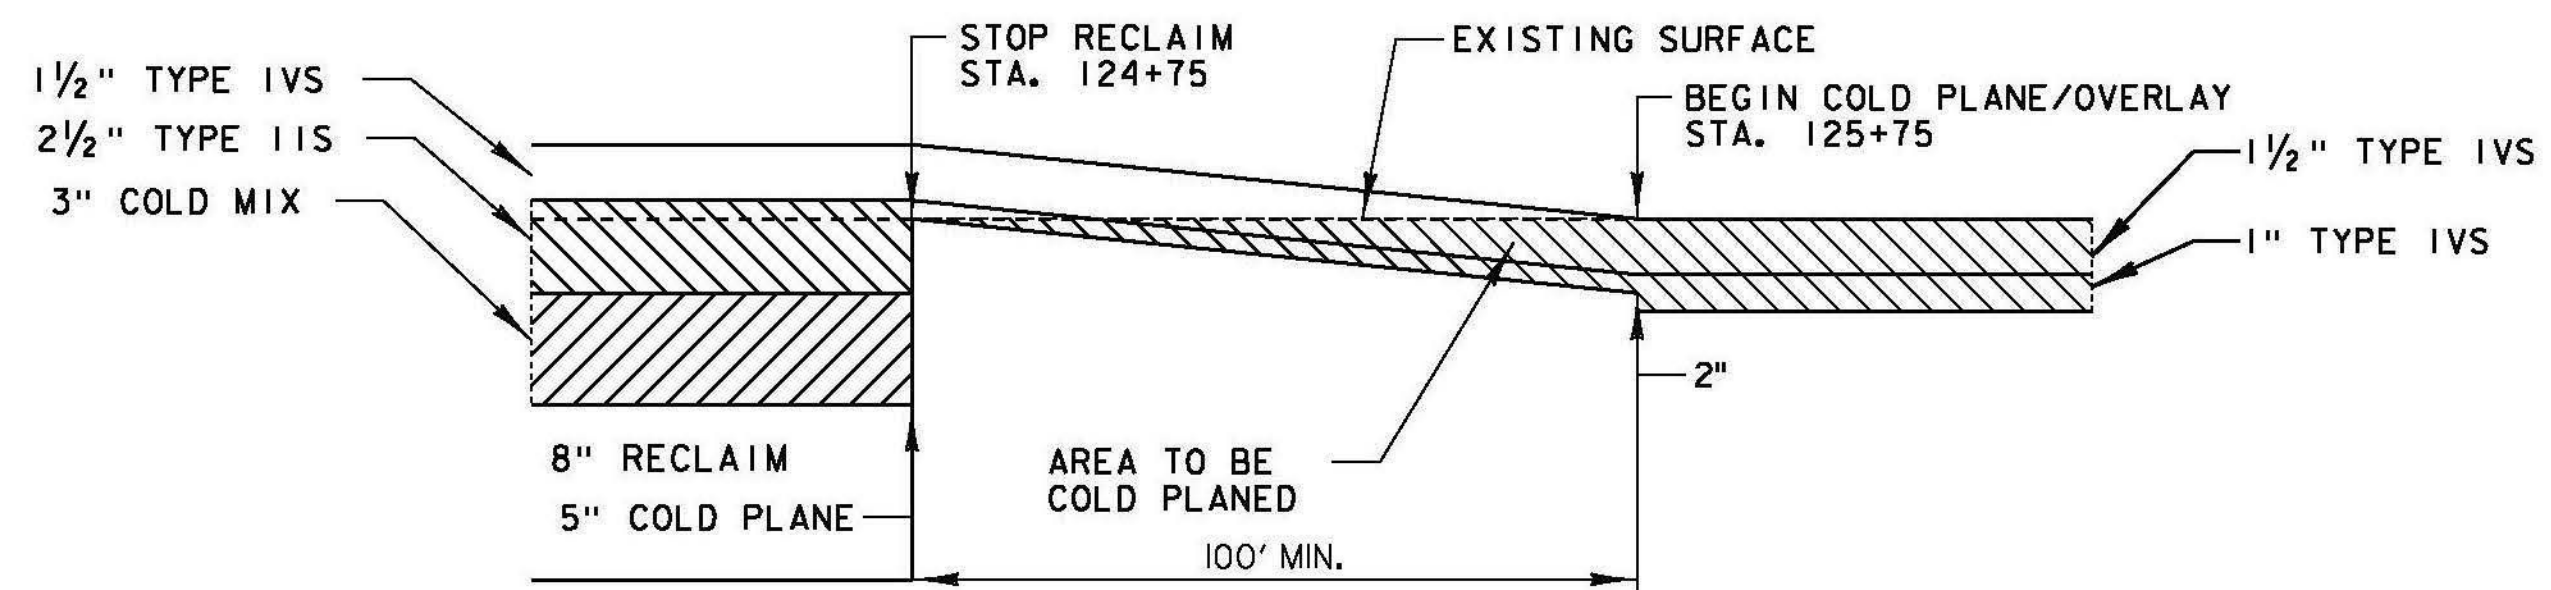 1½" TYPE IVS
2½" TYPE IIS
3" COLD MIX
STOP RECLAIM
STA. 124+75
EXISTING SURFACE
BEGIN COLD PLANE/OVERLAY
STA. 125+75
1½" TYPE IVS
1" TYPE IVS
2"
8" RECLAIM
5" COLD PLANE
AREA TO BE
COLD PLANED
100' MIN.